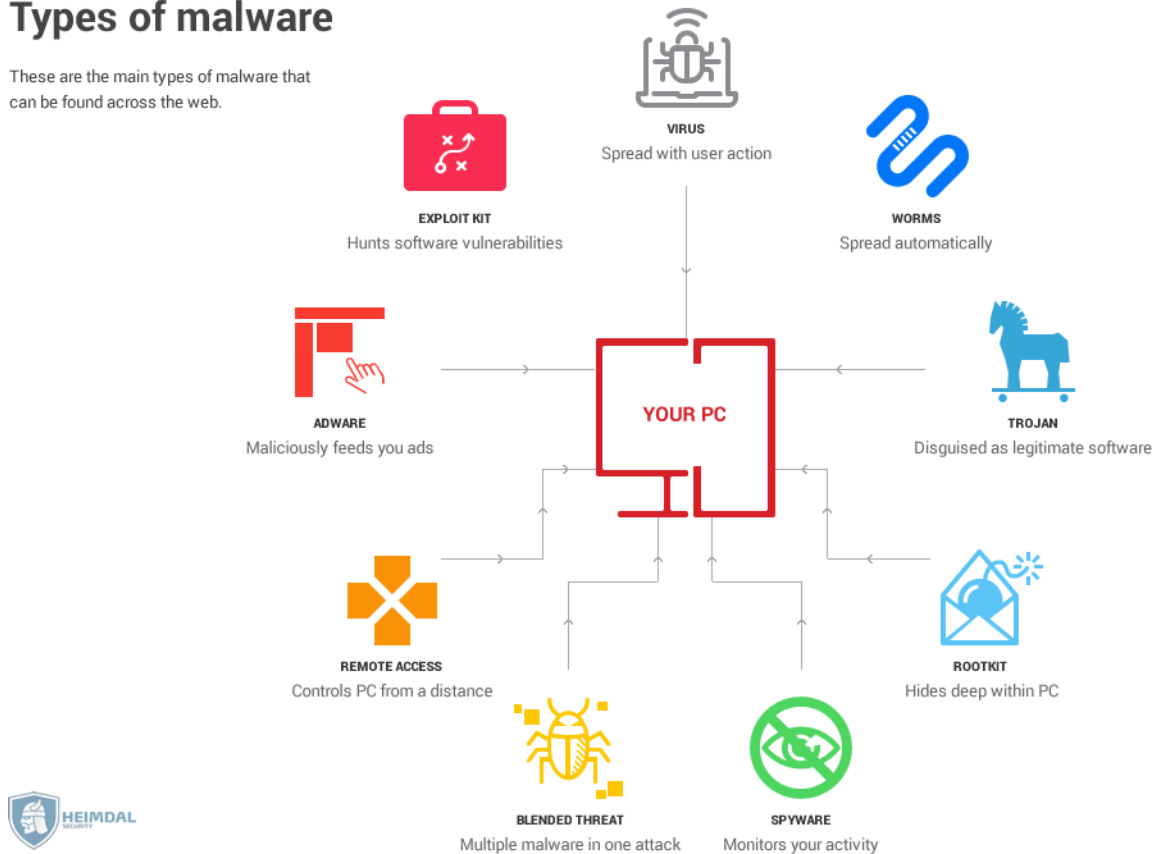 Types of malware
These are the main types of malware that
can be found across the web.
VIRUS
Spread with user action
EXPLOIT KIT
Hunts software vulnerabilities
WORMS
Spread automatically
ADWARE
Maliciously feeds you ads
YOUR PC
TROJAN
Disguised as legitimate software
REMOTE ACCESS
Controls PC from a distance
ROOTKIT
Hides deep within PC
BLENDED THREAT
Multiple malware in one attack
SPYWARE
Monitors your activity
HEIMDAL
SECURITY